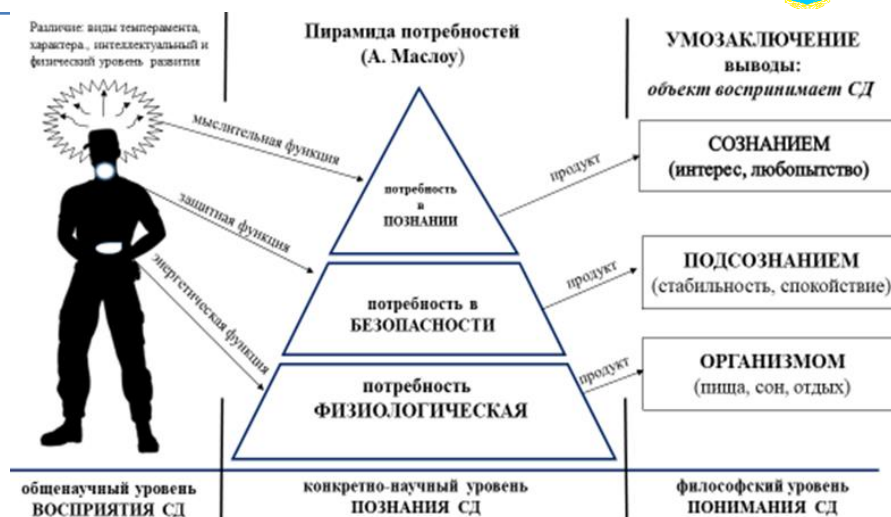 Различие: виды темперамента,
характера., интеллектуальный и
физический уровень развития
Пирамида потребностей
(А. Маслоу)
УМОЗАКЛЮЧЕНИЕ
выводы:
объект воспринимает СД
мыслительная функция
защитная функция
энергетическая функция
потребность
в
ПОЗНАНИИ
потребность в
БЕЗОПАСНОСТИ
потребность
ФИЗИОЛОГИЧЕСКАЯ
продукт
СОЗНАНИЕМ
(интерес, любопытство)
продукт
ПОДСОЗНАНИЕМ
(стабильность, спокойствие)
продукт
ОРГАНИЗМОМ
(пища, сон, отдых)
общенаучный уровень
ВОСПРИЯТИЯ СД
конкретно-научный уровень
ПОЗНАНИЯ СД
философский уровень
ПОНИМАНИЯ СД